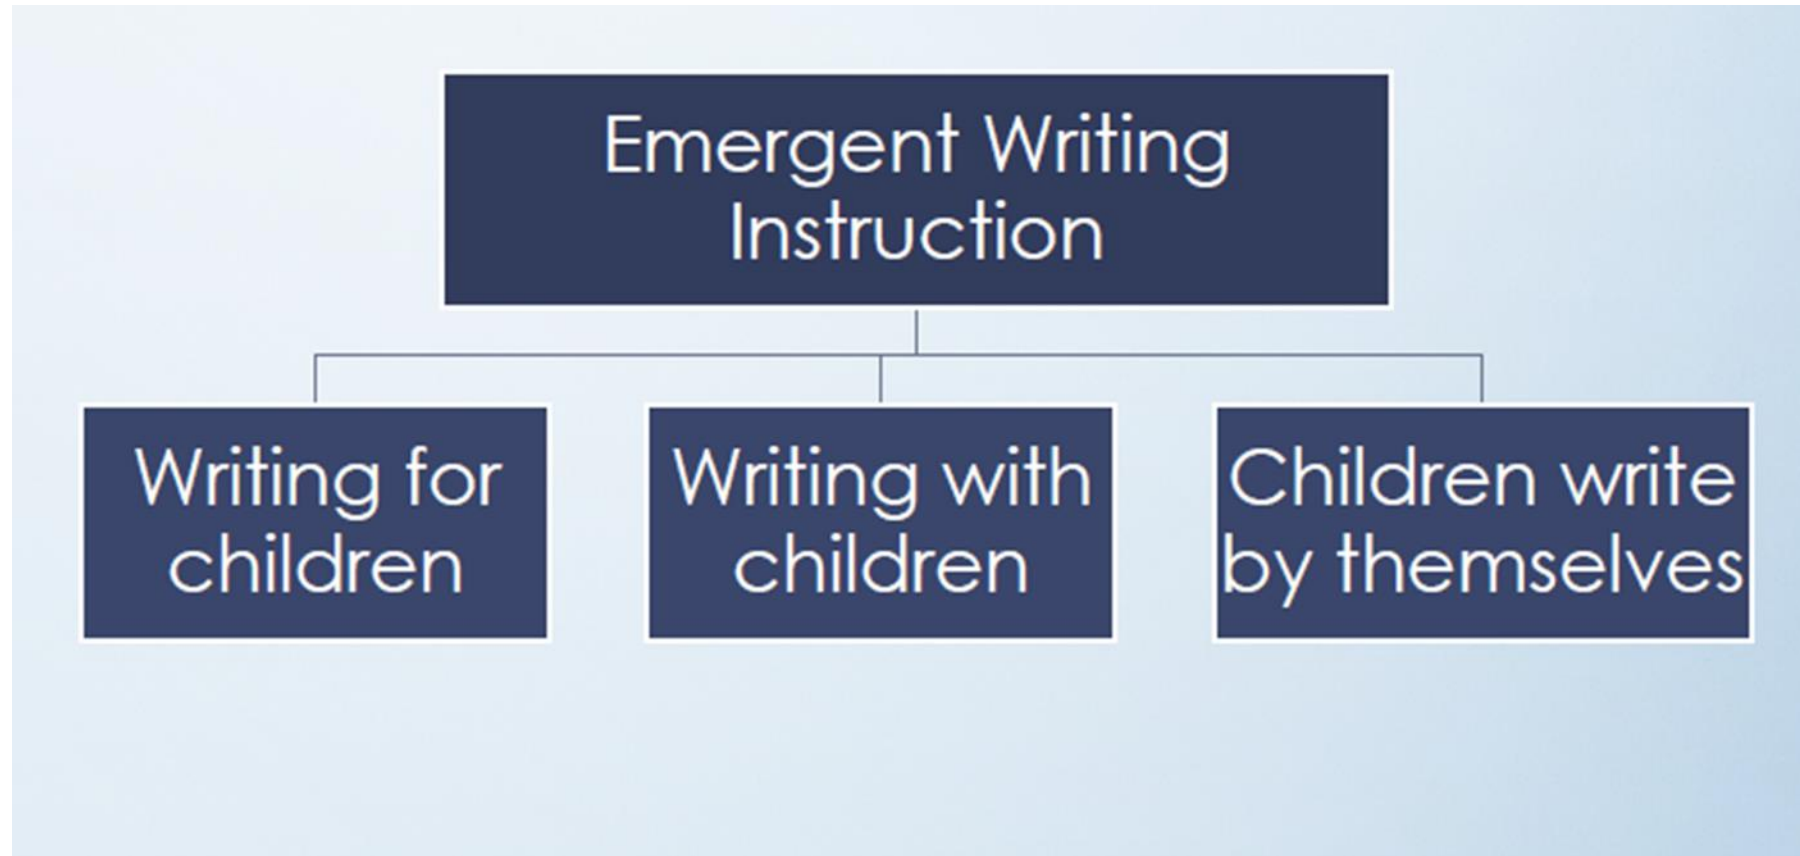 Emergent Writing
Instruction
Writing for
children
Writing with
children
Children write
by themselves